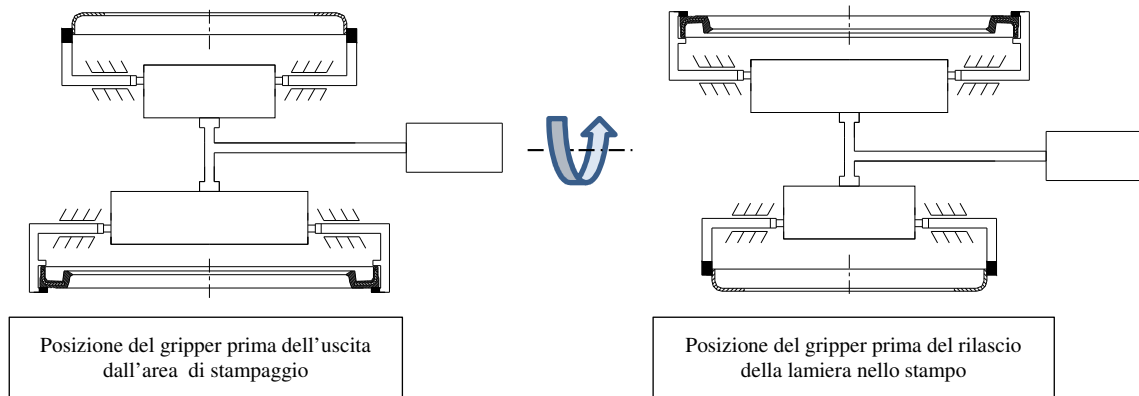 Posizione del gripper prima dell'uscita
dall'area di stampaggio
Posizione del gripper prima del rilascio
della lamiera nello stampo